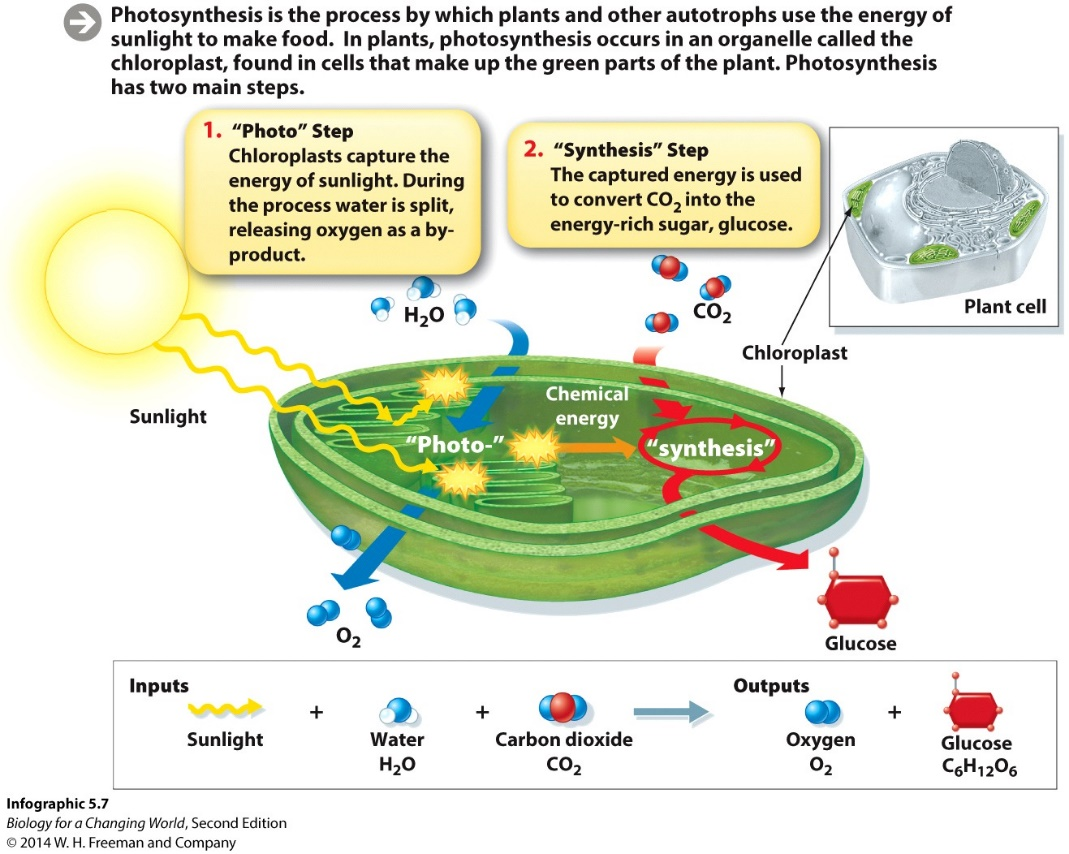 Photosynthesis is the process by which plants and other autotrophs use the energy of
sunlight to make food. In plants, photosynthesis occurs in an organelle called the
chloroplast, found in cells that make up the green parts of the plant. Photosynthesis
has two main steps.
1. “Photo” Step
Chloroplasts capture the
energy of sunlight. During
the process water is split,
releasing oxygen as a by-
product.
2. “Synthesis” Step
The captured energy is used
to convert CO₂ into the
energy-rich sugar, glucose.
Plant cell
H₂O
CO₂
Chloroplast
Sunlight
Chemical
energy
“Photo-”
“synthesis”
O₂
Glucose
Inputs
Outputs
+
+
+
Sunlight
Water
Carbon dioxide
Oxygen
Glucose
H₂O
CO₂
O₂
C₆H₁₂O₆
Infographic 5.7
Biology for a Changing World, Second Edition
© 2014 W. H. Freeman and Company